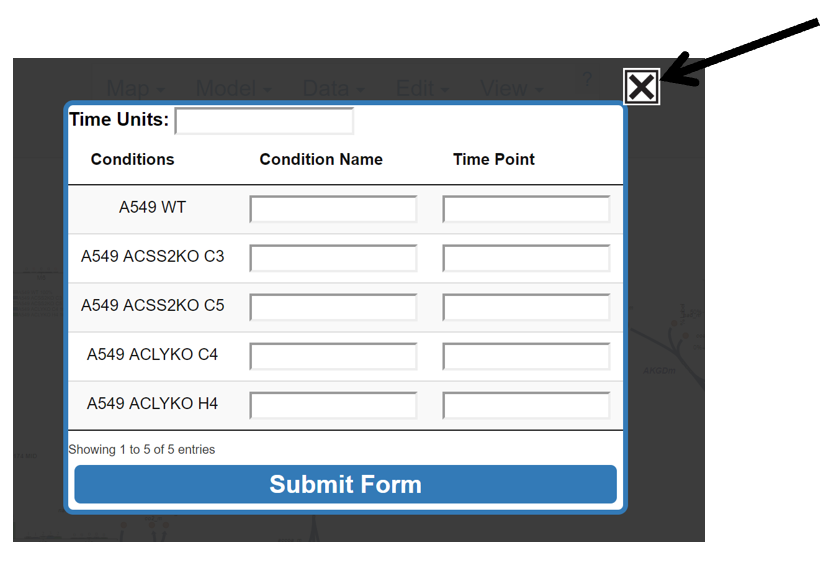 Map Model Data Edit View ?
Time Units:
Conditions Condition Name Time Point
A549 WT
A549 ACSS2KO C3
A549 ACSS2KO C5
A549 ACLYKO C4
A549 ACLYKO H4
Showing 1 to 5 of 5 entries
Submit Form